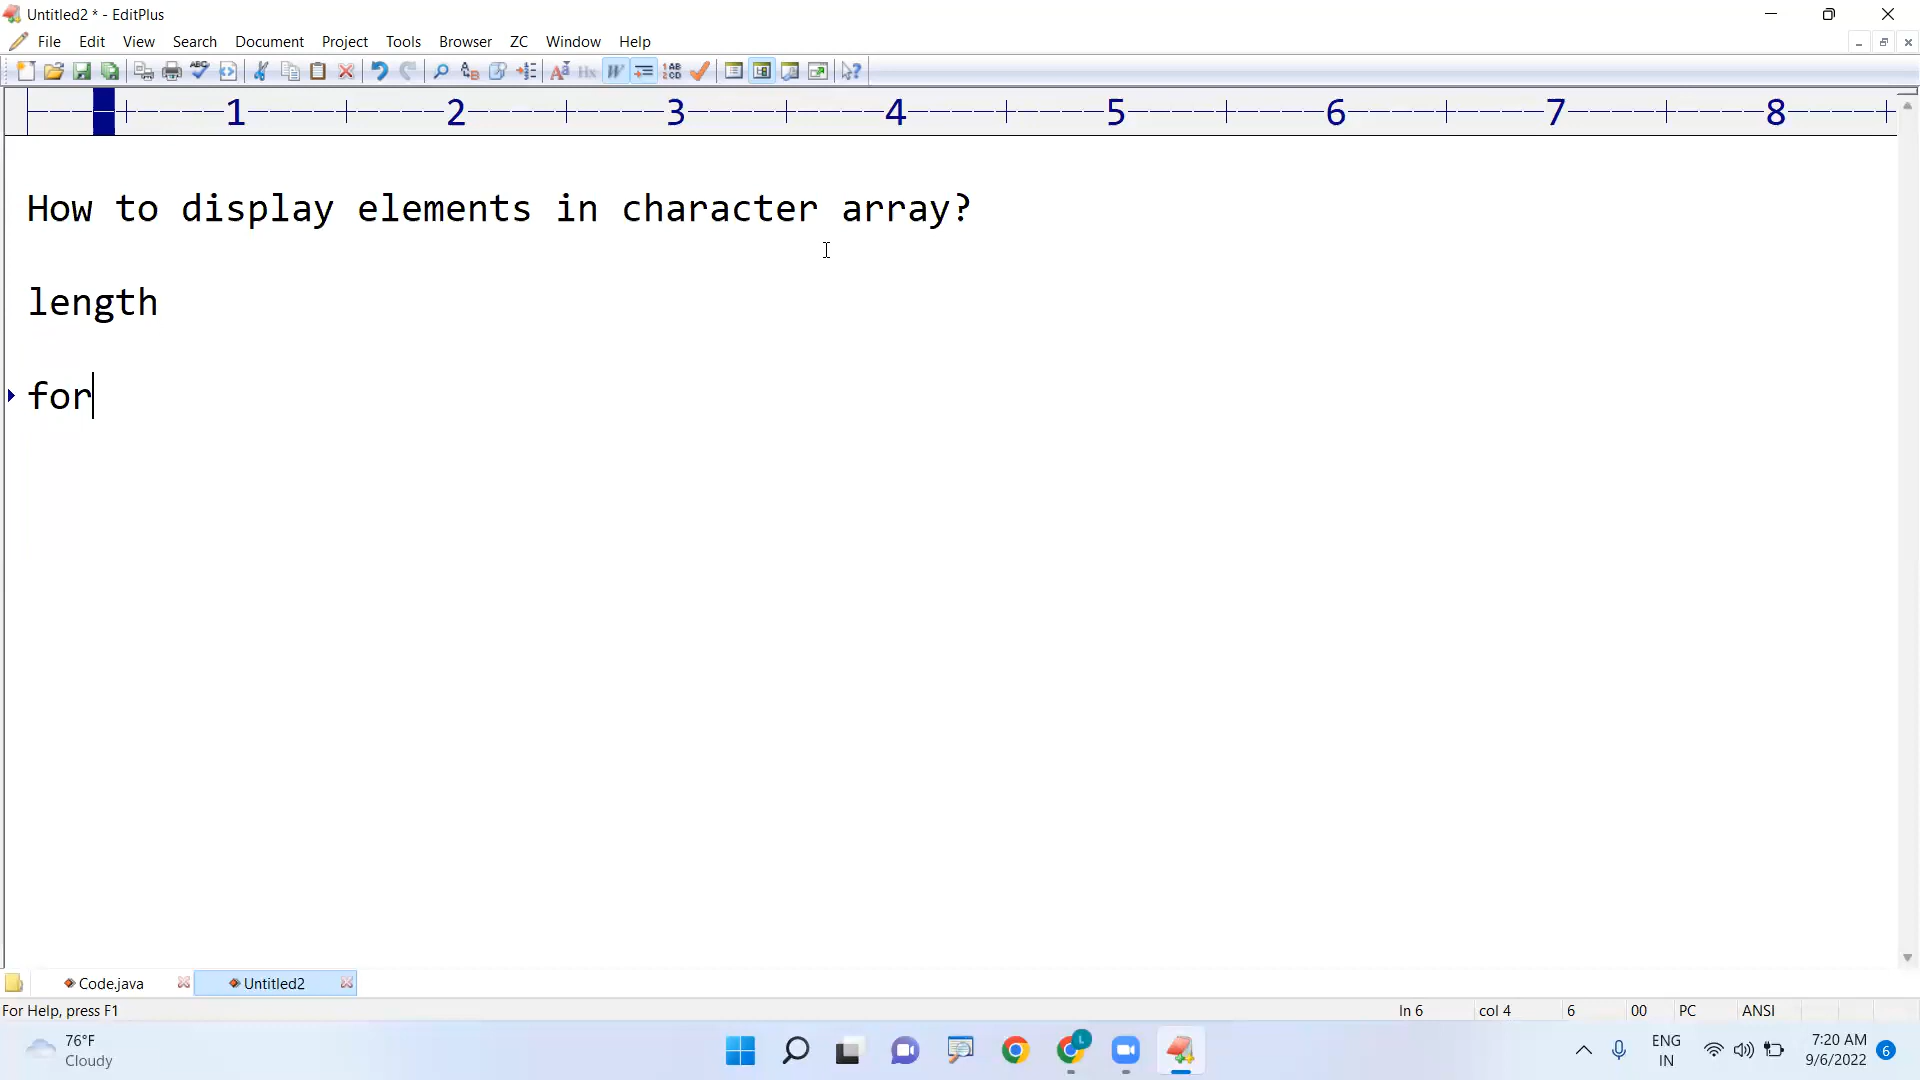 Untitled2 * - EditPlus
File Edit View Search Document Project Tools Browser ZC Window Help
1 2 3 4 5 6 7 8
How to display elements in character array?
length
for
Code.java Untitled2
For Help, press F1 ln 6 col 4 6 00 PC ANSI
76°F
Cloudy
ENG
IN
7:20 AM
9/6/2022
6